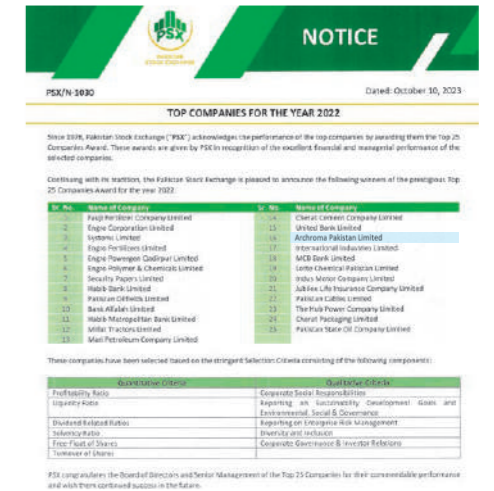 PSX
NOTICE
PSX/N-1030
Dated: October 10, 2023
TOP COMPANIES FOR THE YEAR 2022
Since 1978, Pakistan Stock Exchange ("PSX") acknowledges the performance of the top companies by awarding them the Top 25
Companies Award. These awards are given by PSX in recognition of the excellent financial and managerial performance of the
selected companies.
Continuing with its tradition, the Pakistan Stock Exchange is pleased to announce the following winners of the prestigious Top
25 Companies Award for the year 2022:
Sr. No. Name of Company
1 Fauji Fertilizer Company Limited
2 Engro Corporation Limited
3 Systems Limited
4 Engro Fertilizers Limited
5 Engro Powergen Qadirpur Limited
6 Engro Polymer & Chemicals Limited
7 Security Papers Limited
8 Habib Bank Limited
9 Pakistan Oilfields Limited
10 Bank Alfalah Limited
11 Habib Metropolitan Bank Limited
12 Millat Tractors Limited
13 Mari Petroleum Company Limited
Sr. No. Name of Company
14 Cherat Cement Company Limited
15 United Bank Limited
16 Archroma Pakistan Limited
17 International Industries Limited
18 MCB Bank Limited
19 Lotte Chemical Pakistan Limited
20 Indus Motor Company Limited
21 Jubilee Life Insurance Company Limited
22 Pakistan Cables Limited
23 The Hub Power Company Limited
24 Cherat Packaging Limited
25 Pakistan State Oil Company Limited
These companies have been selected based on the stringent Selection Criteria consisting of the following components:
Quantitative Criteria Qualitative Criteria
Profitability Ratio Corporate Social Responsibilities
Liquidity Ratio Reporting on Sustainability Development Goals and
Environmental, Social & Governance
Dividend Related Ratios Reporting on Enterprise Risk Management
Solvency Ratio Diversity and Inclusion
Free-Float of Shares Corporate Governance & Investor Relations
Turnover of Shares
PSX congratulates the Board of Directors and Senior Management of the Top 25 Companies for their commendable performance
and wish them continued success in the future.